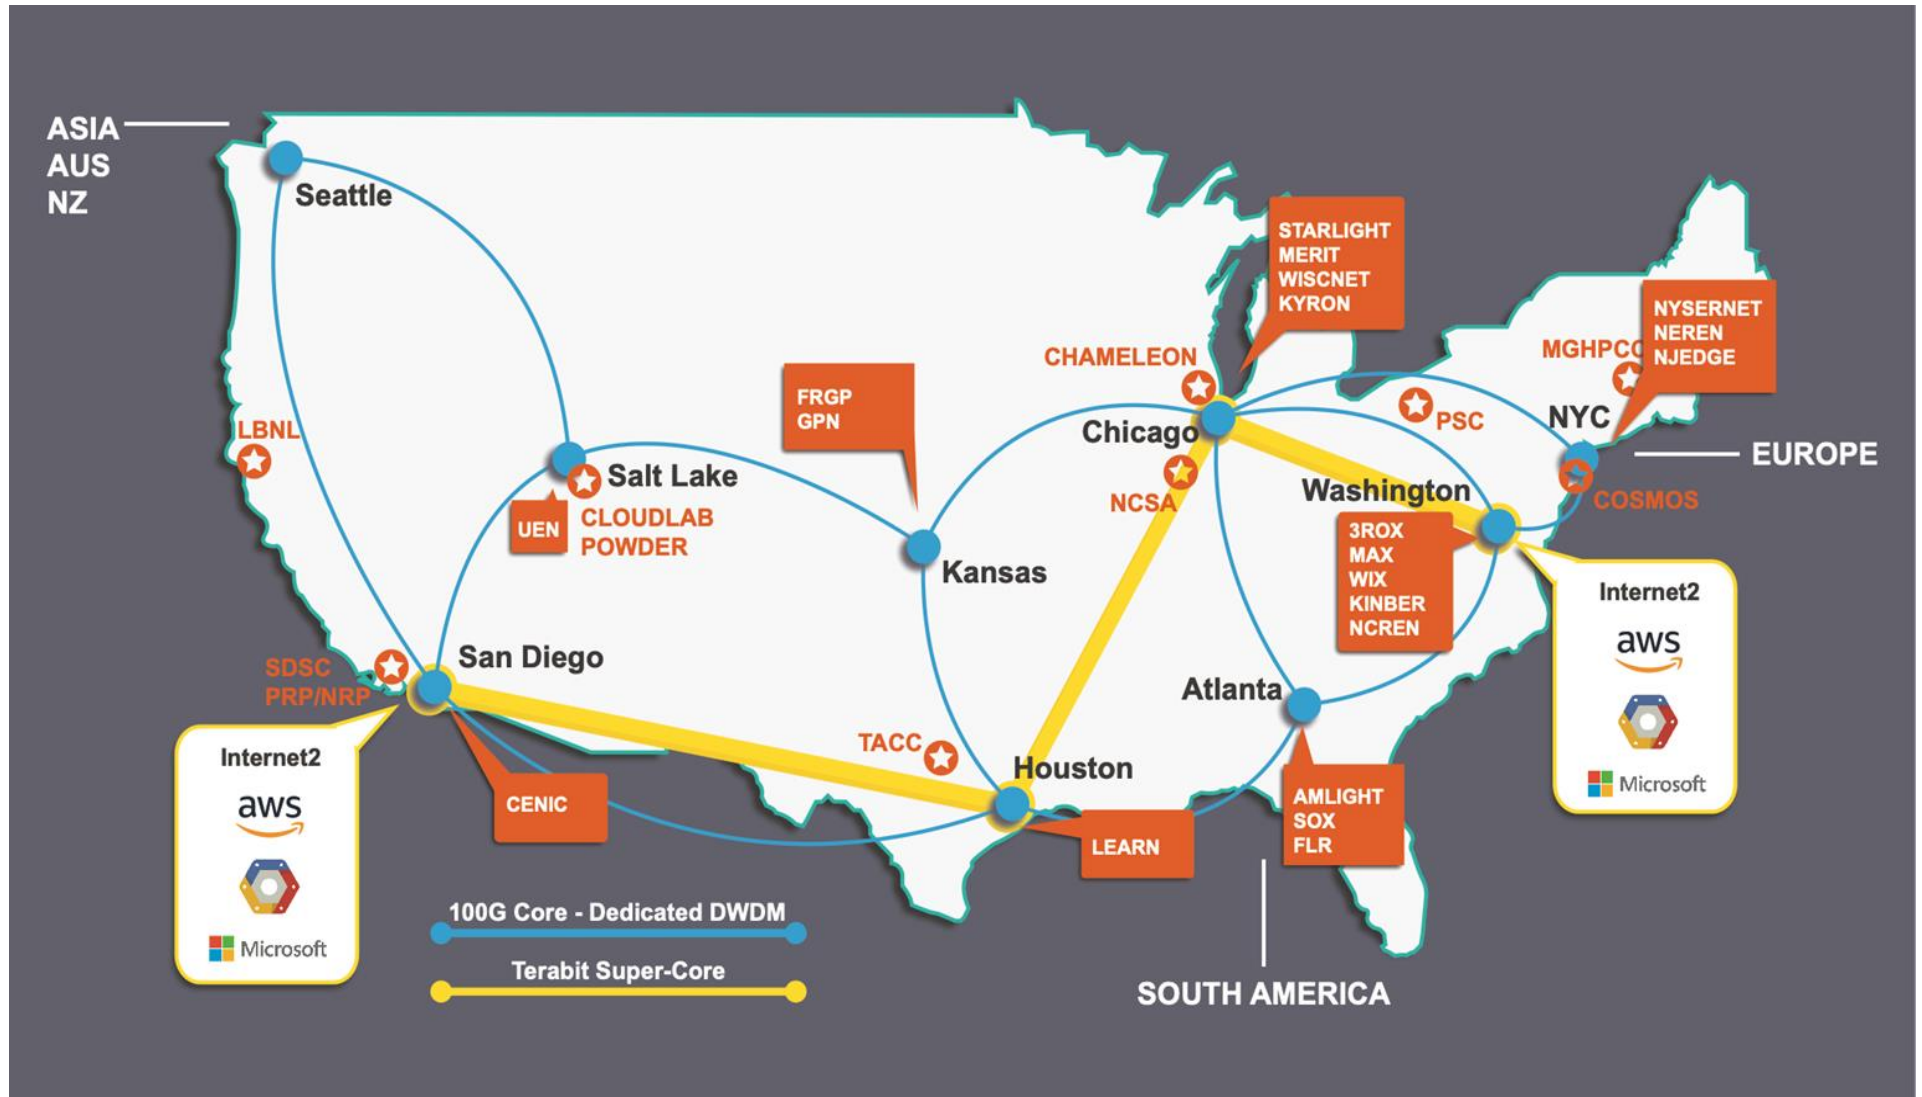 ASIA
AUS
NZ
Seattle
STARLIGHT
MERIT
WISCNET
KYRON
NYSERNET
NEREN
NJEDGE
MGHPCC
CHAMELEON
FRGP
GPN
PSC
NYC
EUROPE
LBNL
Chicago
Salt Lake
UEN
CLOUDLAB
POWDER
NCSA
Washington
COSMOS
3ROX
MAX
WIX
KINBER
NCREN
Kansas
Internet2
aws
Microsoft
San Diego
SDSC
PRP/NRP
Atlanta
TACC
Houston
Internet2
aws
Microsoft
CENIC
LEARN
AMLIGHT
SOX
FLR
100G Core - Dedicated DWDM
Terabit Super-Core
SOUTH AMERICA